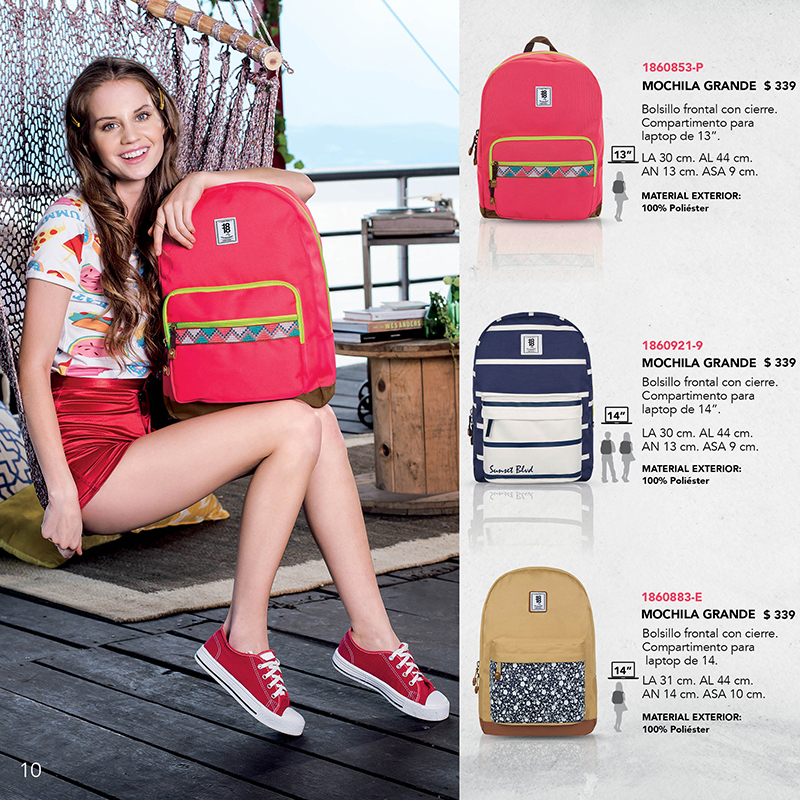 1860853-P
MOCHILA GRANDE $ 339
Bolsillo frontal con cierre.
Compartimento para
laptop de 13”.
13”
LA 30 cm. AL 44 cm.
AN 13 cm. ASA 9 cm.
MATERIAL EXTERIOR:
100% Poliéster
18
1860921-9
MOCHILA GRANDE $ 339
Bolsillo frontal con cierre.
Compartimento para
laptop de 14”.
14”
LA 30 cm. AL 44 cm.
AN 13 cm. ASA 9 cm.
MATERIAL EXTERIOR:
100% Poliéster
Sunset Blvd
1860883-E
MOCHILA GRANDE $ 339
Bolsillo frontal con cierre.
Compartimento para
laptop de 14.
14”
LA 31 cm. AL 44 cm.
AN 14 cm. ASA 10 cm.
MATERIAL EXTERIOR:
100% Poliéster
10